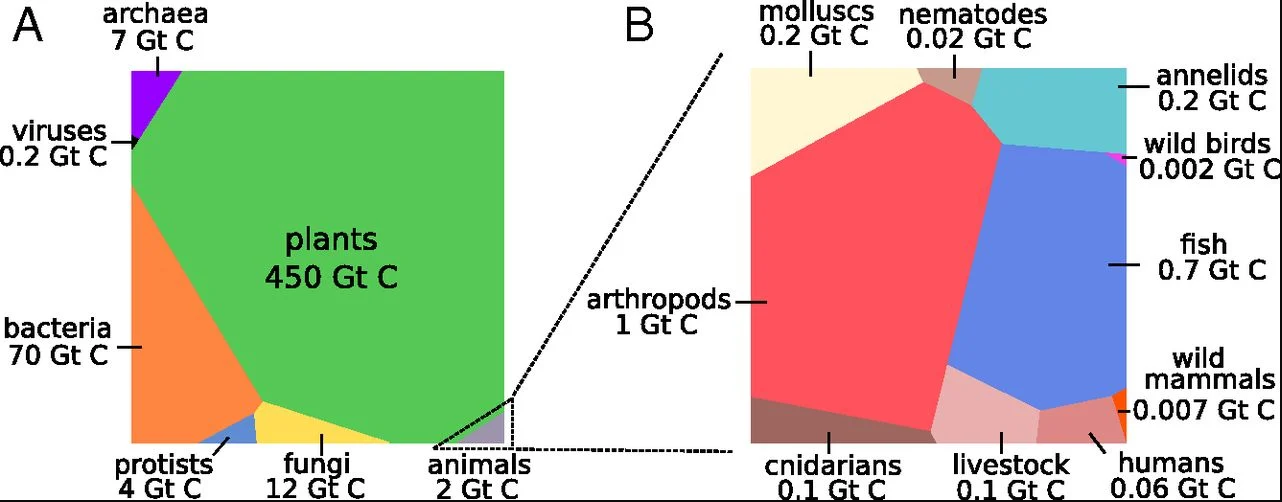 A
archaea
7 Gt C
viruses
0.2 Gt C
plants
450 Gt C
bacteria
70 Gt C
protists
4 Gt C
fungi
12 Gt C
animals
2 Gt C
B
molluscs
0.2 Gt C
nematodes
0.02 Gt C
annelids
0.2 Gt C
wild birds
0.002 Gt C
fish
0.7 Gt C
arthropods
1 Gt C
wild
mammals
0.007 Gt C
cnidarians
0.1 Gt C
livestock
0.1 Gt C
humans
0.06 Gt C